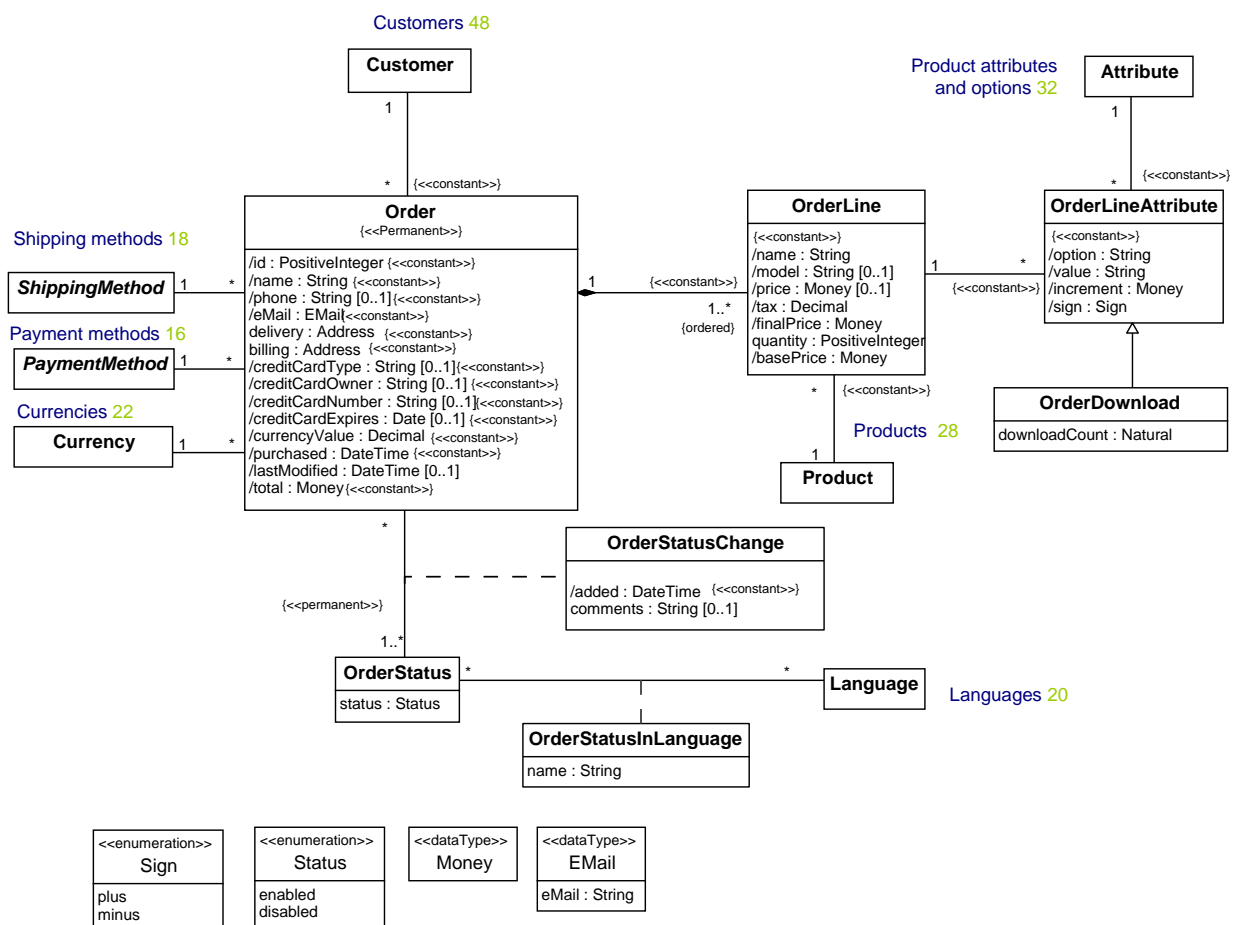 Customers 48
Customer
1
* {<<constant>>}
Product attributes
and options 32
Attribute
1
{<<constant>>}
*
Order
{<<Permanent>>}
/id : PositiveInteger {<<constant>>}
/name : String {<<constant>>}
/phone : String [0..1] {<<constant>>}
/eMail : EMail {<<constant>>}
delivery : Address {<<constant>>}
billing : Address {<<constant>>}
/creditCardType : String [0..1] {<<constant>>}
/creditCardOwner : String [0..1] {<<constant>>}
/creditCardNumber : String [0..1] {<<constant>>}
/creditCardExpires : Date [0..1] {<<constant>>}
/currencyValue : Decimal {<<constant>>}
/purchased : DateTime {<<constant>>}
/lastModified : DateTime [0..1]
/total : Money {<<constant>>}
Shipping methods 18
ShippingMethod
1 *
Payment methods 16
PaymentMethod
1 *
Currencies 22
Currency
1 *
1 {<<constant>>}
1..*
{ordered}
OrderLine
{<<constant>>}
/name : String
/model : String [0..1]
/price : Money [0..1]
/tax : Decimal
/finalPrice : Money
quantity : PositiveInteger
/basePrice : Money
1 *
{<<constant>>}
OrderLineAttribute
{<<constant>>}
/option : String
/value : String
/increment : Money
/sign : Sign
OrderDownload
downloadCount : Natural
* {<<constant>>}
Products 28
1
Product
*
{<<permanent>>}
1..*
OrderStatusChange
/added : DateTime {<<constant>>}
comments : String [0..1]
OrderStatus
status : Status
* *
Language
Languages 20
OrderStatusInLanguage
name : String
<<enumeration>>
Sign
plus
minus
<<enumeration>>
Status
enabled
disabled
<<dataType>>
Money
<<dataType>>
EMail
eMail : String